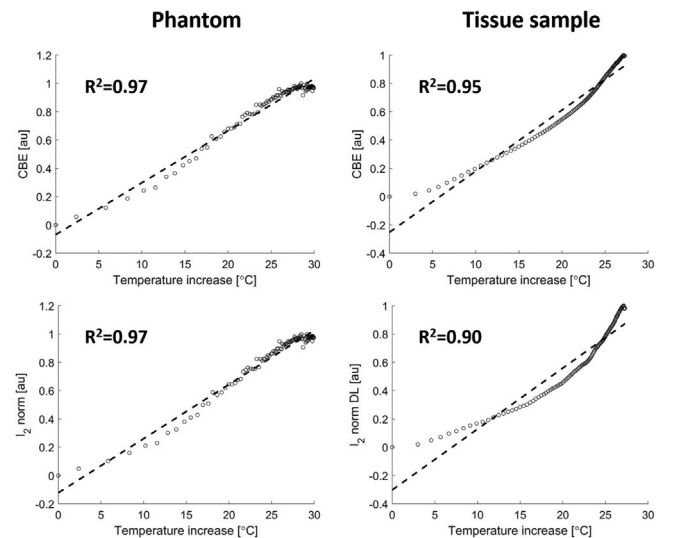 Phantom
Tissue sample
R²=0.97
CBE [au]
1.2
1
0.8
0.6
0.4
0.2
0
-0.2
0 5 10 15 20 25 30
Temperature increase [°C]
R²=0.95
CBE [au]
1
0.8
0.6
0.4
0.2
0
-0.2
-0.4
0 5 10 15 20 25 30
Temperature increase [°C]
R²=0.97
l₂ norm [au]
1.2
1
0.8
0.6
0.4
0.2
0
-0.2
0 5 10 15 20 25 30
Temperature increase [°C]
R²=0.90
l₂ norm DL [au]
1
0.8
0.6
0.4
0.2
0
-0.2
-0.4
0 5 10 15 20 25 30
Temperature increase [°C]